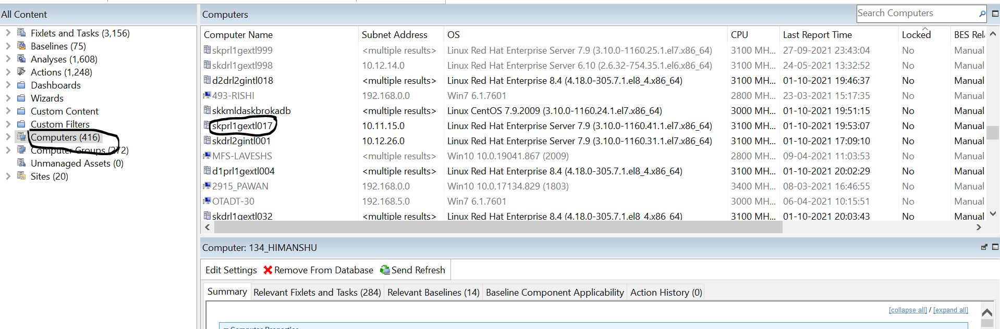 All Content
Fixlets and Tasks (3,156)
Baselines (75)
Analyses (1,608)
Actions (1,248)
Dashboards
Wizards
Custom Content
Custom Filters
Computers (416)
Computer Groups (272)
Unmanaged Assets (0)
Sites (20)
Computers
Search Computers
Computer Name Subnet Address OS CPU Last Report Time Locked BES Rel
skprl1gextl999 <multiple results> Linux Red Hat Enterprise Server 7.9 (3.10.0-1160.25.1.el7.x86_64) 3100 MH... 27-09-2021 23:43:04 No Manual
skdrl1gextl998 10.12.14.0 Linux Red Hat Enterprise Server 6.10 (2.6.32-754.35.1.el6.x86_64) 3100 MH... 24-05-2021 13:32:52 No Manual
d2drl2gintl018 <multiple results> Linux Red Hat Enterprise 8.4 (4.18.0-305.7.1.el8_4.x86_64) 3100 MH... 01-10-2021 19:46:37 No Manual
493-RISHI 192.168.0.0 Win7 6.1.7601 2800 MH... 23-03-2021 15:17:35 No Manual
skkmldaskbrokadb <multiple results> Linux CentOS 7.9.2009 (3.10.0-1160.24.1.el7.x86_64) 3000 MH... 01-10-2021 19:51:15 No Manual
skprl1gextl017 10.11.15.0 Linux Red Hat Enterprise Server 7.9 (3.10.0-1160.41.1.el7.x86_64) 3100 MH... 01-10-2021 19:53:07 No Manual
skdrl2gintl001 10.12.26.0 Linux Red Hat Enterprise Server 7.9 (3.10.0-1160.31.1.el7.x86_64) 3100 MH... 01-10-2021 17:09:10 No Manual
MFS-LAVESHS <multiple results> Win10 10.0.19041.867 (2009) 2800 MH... 09-04-2021 11:03:53 No Manual
d1prl1gextl004 <multiple results> Linux Red Hat Enterprise 8.4 (4.18.0-305.7.1.el8_4.x86_64) 3100 MH... 01-10-2021 20:02:29 No Manual
2915_PAWAN 192.168.0.0 Win10 10.0.17134.829 (1803) 3400 MH... 08-03-2021 16:46:55 No Manual
OTADT-30 192.168.5.0 Win7 6.1.7601 3000 MH... 06-04-2021 10:15:51 No Manual
skdrl1gextl032 <multiple results> Linux Red Hat Enterprise 8.4 (4.18.0-305.7.1.el8_4.x86_64) 3100 MH... 01-10-2021 20:03:43 No Manual
Computer: 134_HIMANSHU
Edit Settings Remove From Database Send Refresh
Summary Relevant Fixlets and Tasks (284) Relevant Baselines (14) Baseline Component Applicability Action History (0)
[collapse all] / [expand all]
Computer Properties